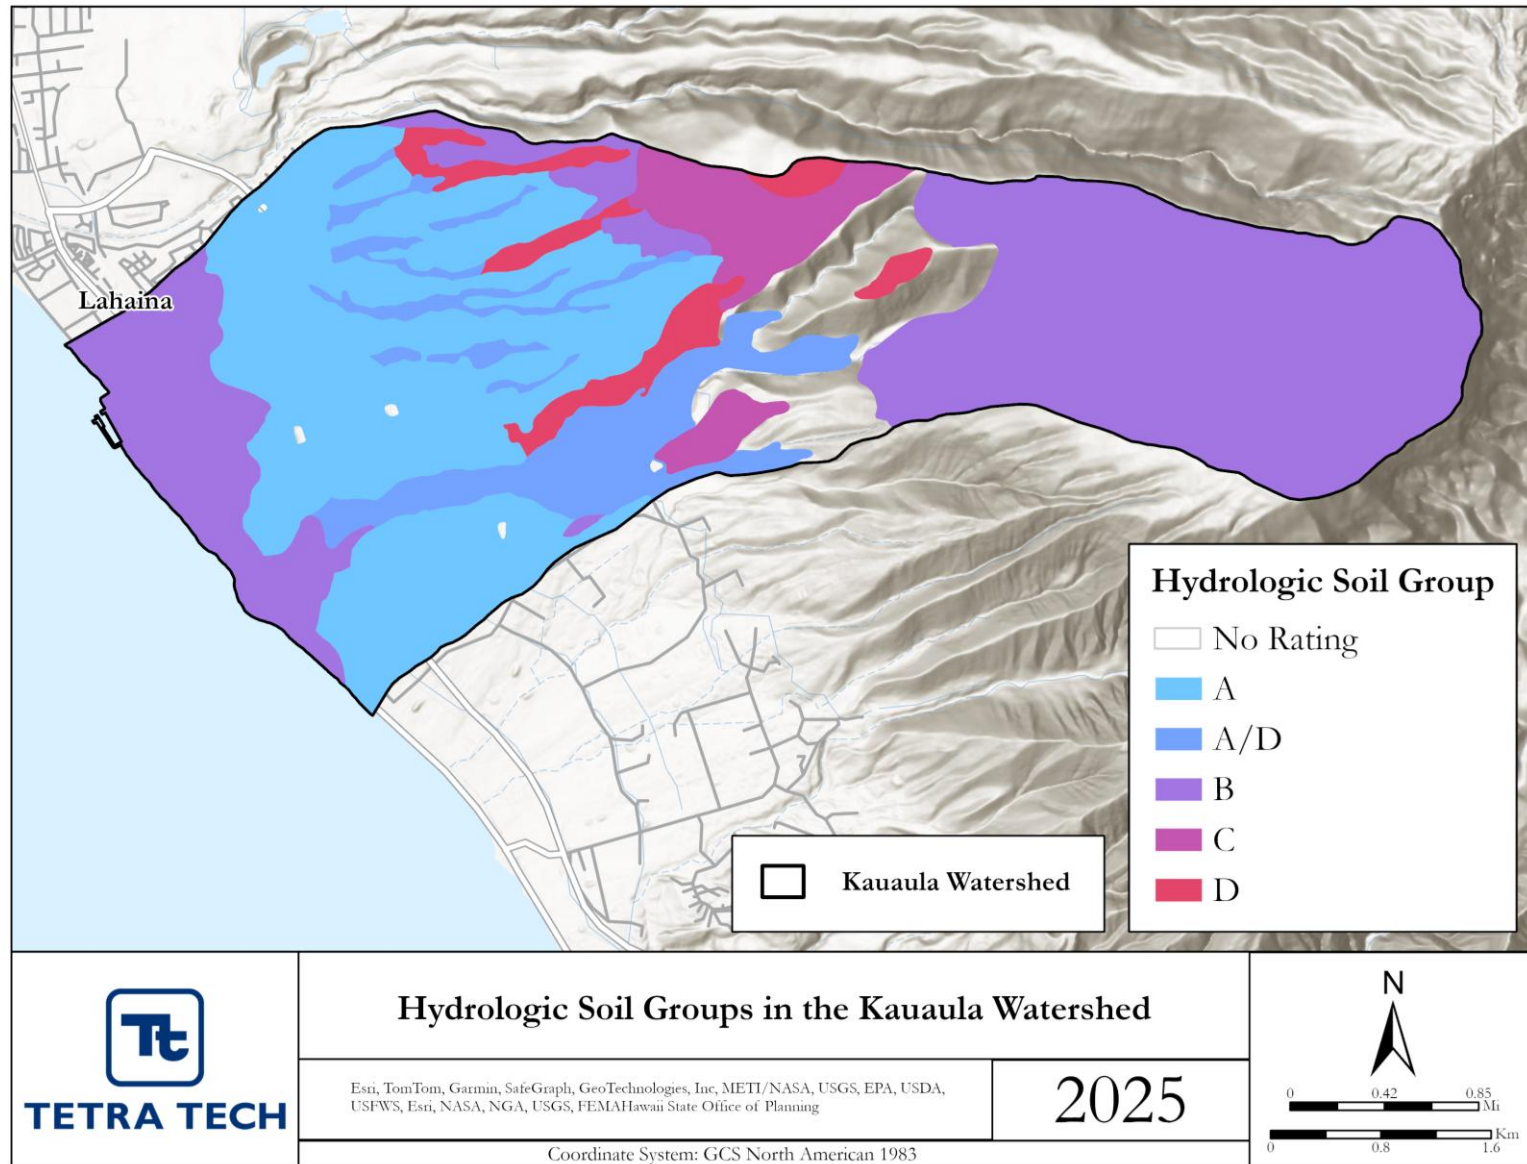 Lahaina
Hydrologic Soil Group
No Rating
A
A/D
B
C
D
Kauaula Watershed
Tt
TETRA TECH
Hydrologic Soil Groups in the Kauaula Watershed
Esri, TomTom, Garmin, SafeGraph, GeoTechnologies, Inc, METI/NASA, USGS, EPA, USDA,
USFWS, Esri, NASA, NGA, USGS, FEMAHawaii State Office of Planning
2025
Coordinate System: GCS North American 1983
N
0 0.42 0.85
Mi
Km
0 0.8 1.6